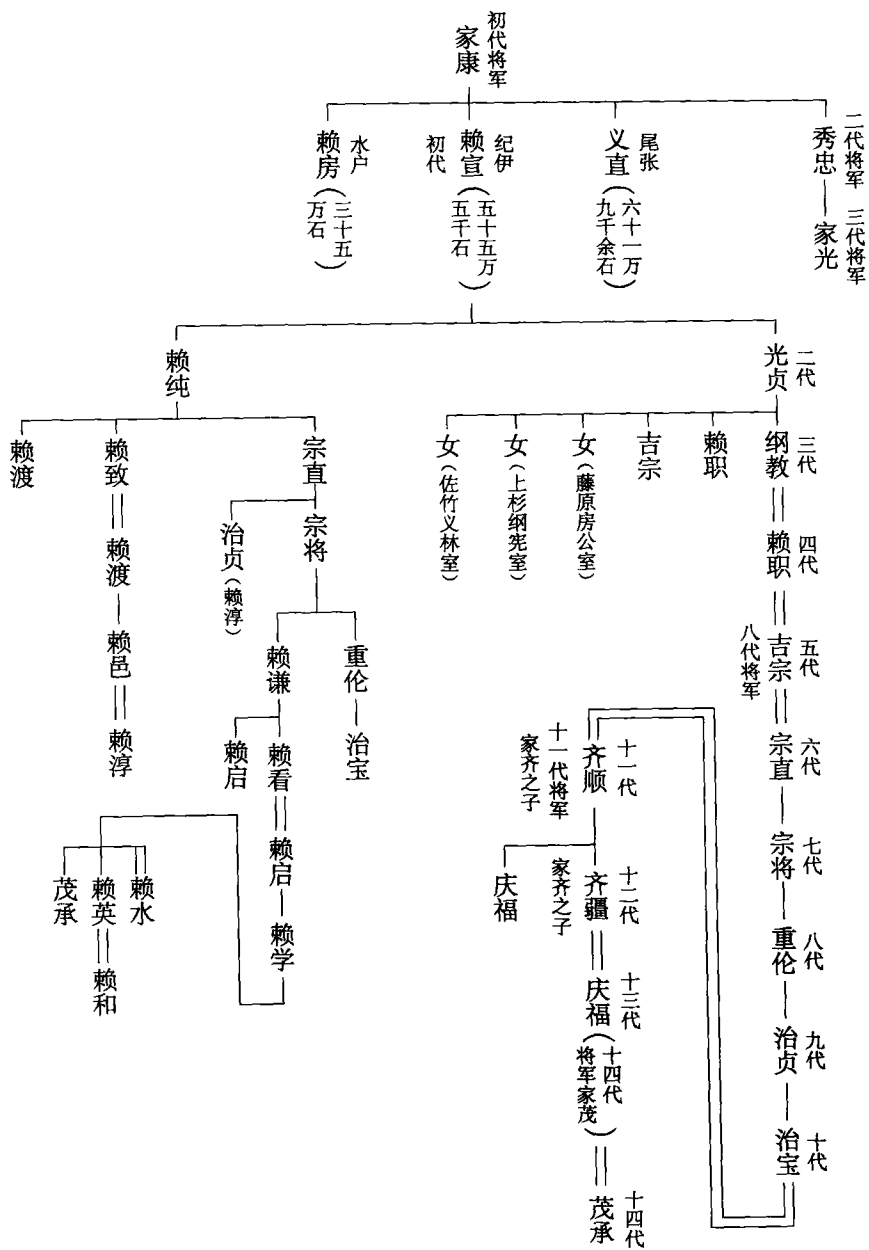 初代将军
家康
二代将军
秀忠
三代将军
家光
尾张
义直(六十一万九千余石)
纪伊
赖宣(五十五万五千石)
初代
水户
赖房(三十五万石)
二代
光贞
赖纯
三代
纲教
赖职
吉宗
女(藤原房公室)
女(上杉纲宪室)
女(佐竹义林室)
宗直
赖致
赖渡
四代
赖职
五代
吉宗
八代将军
六代
宗直
七代
宗将
八代
重伦
九代
治贞
十代
治宝
十一代
齐顺
十一代将军
家齐之子
十二代
齐疆
家齐之子
庆福
十三代
庆福(十四代将军家茂)
十四代
茂承
宗将
治贞(赖淳)
重伦
治宝
赖谦
赖看
赖启
赖启
赖学
赖水
赖英
茂承
赖和
赖渡
赖邑
赖淳